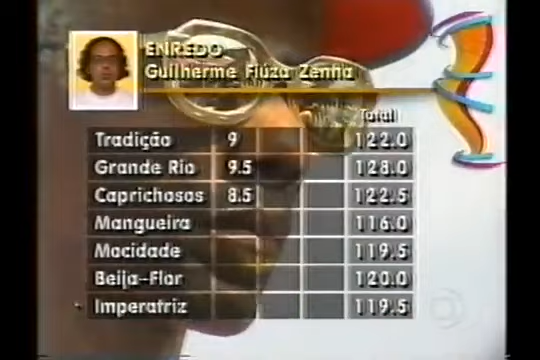 ENREDO
Guilherme Fiúza Zenha
Total
Tradição 9 122.0
Grande Rio 9.5 128.0
Caprichosos 8.5 122.5
Mangueira 116.0
Mocidade 119.5
Beija-Flor 120.0
Imperatriz 119.5